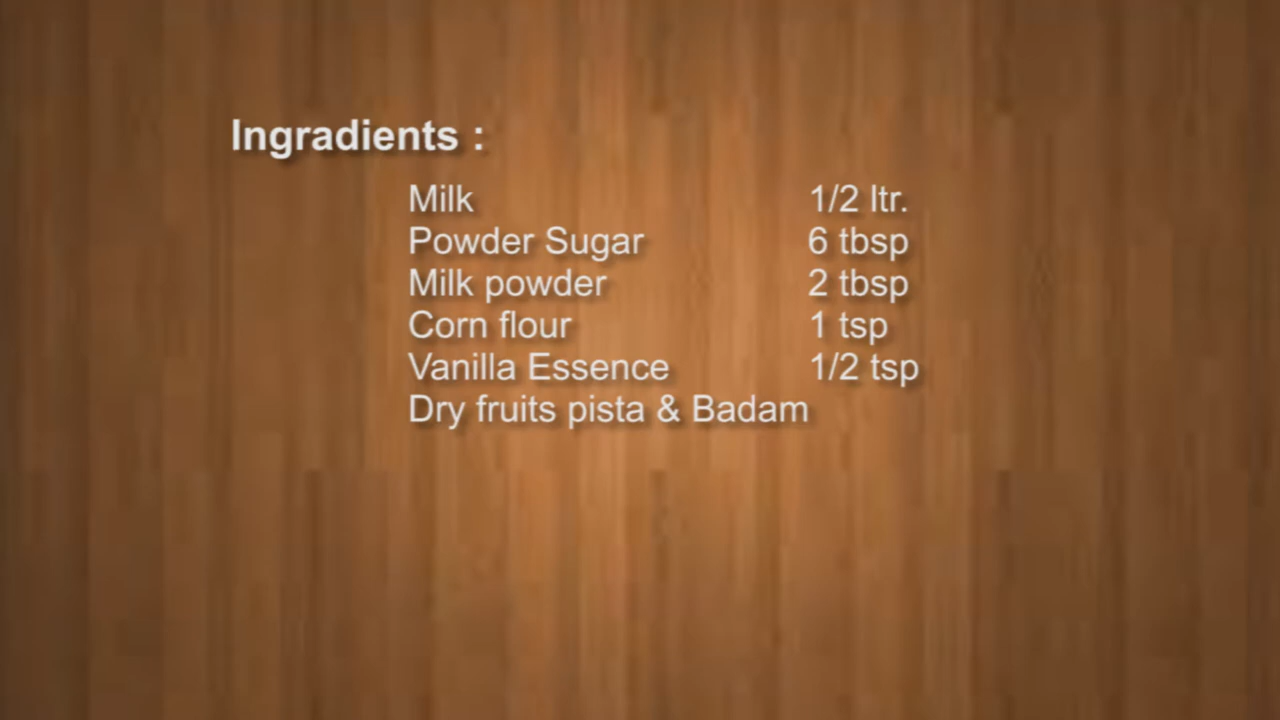 Ingradients :
Milk 1/2 ltr.
Powder Sugar 6 tbsp
Milk powder 2 tbsp
Corn flour 1 tsp
Vanilla Essence 1/2 tsp
Dry fruits pista & Badam